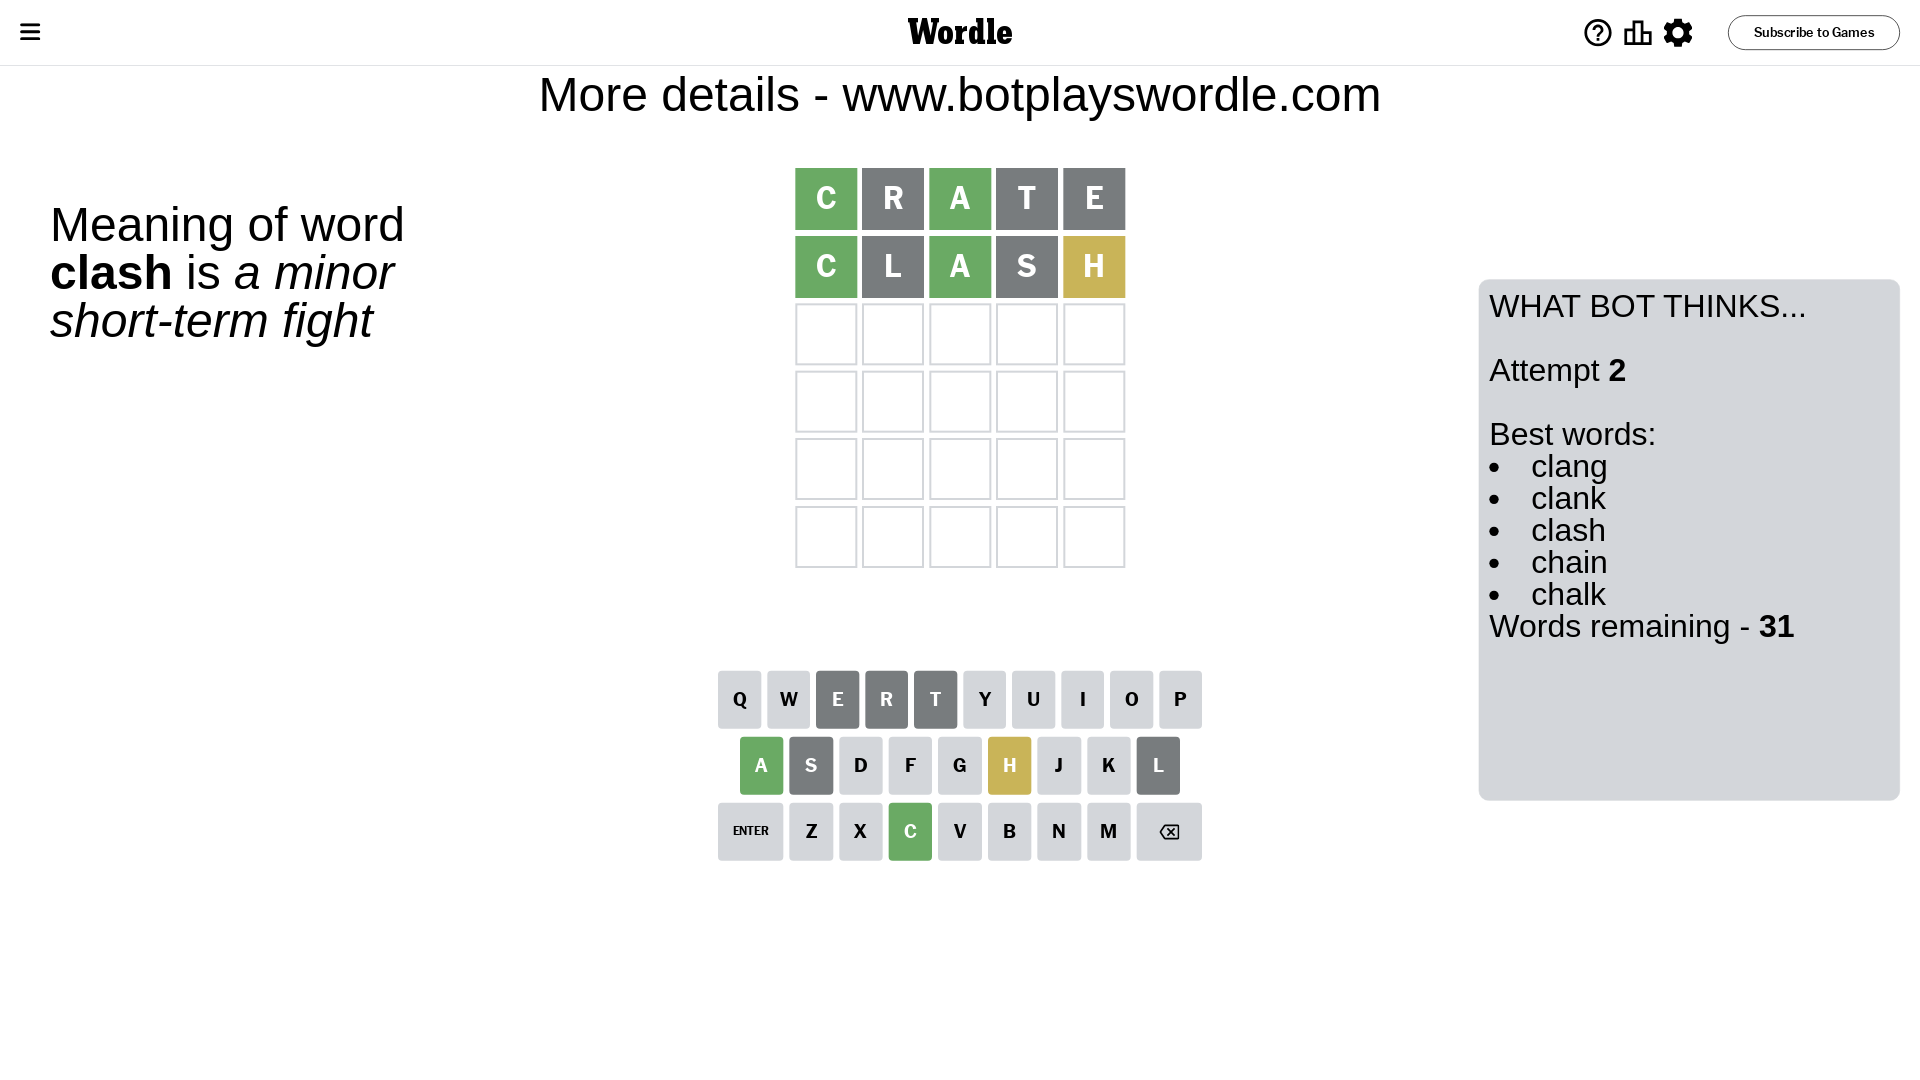 Wordle
Subscribe to Games
More details - www.botplayswordle.com
Meaning of word
clash is a minor
short-term fight
C R A T E
C L A S H
WHAT BOT THINKS...
Attempt 2
Best words:
• clang
• clank
• clash
• chain
• chalk
Words remaining - 31
Q W E R T Y U I O P
A S D F G H J K L
ENTER Z X C V B N M